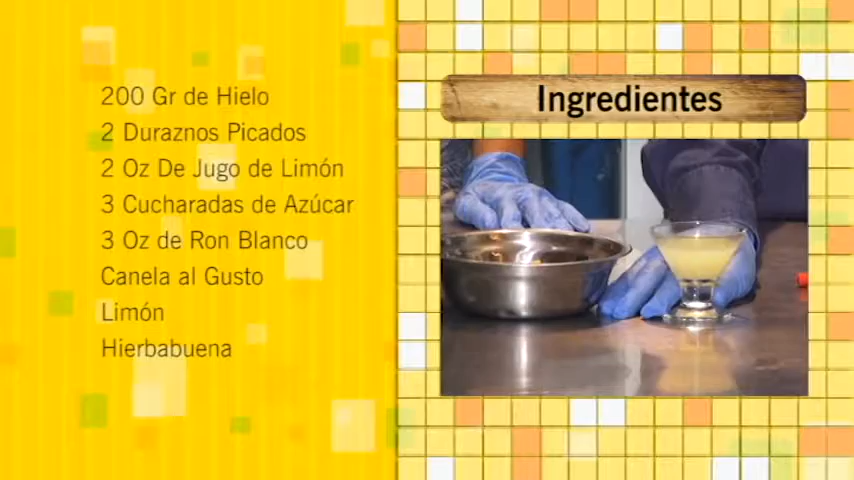 200 Gr de Hielo
2 Duraznos Picados
2 Oz De Jugo de Limón
3 Cucharadas de Azúcar
3 Oz de Ron Blanco
Canela al Gusto
Limón
Hierbabuena
Ingredientes